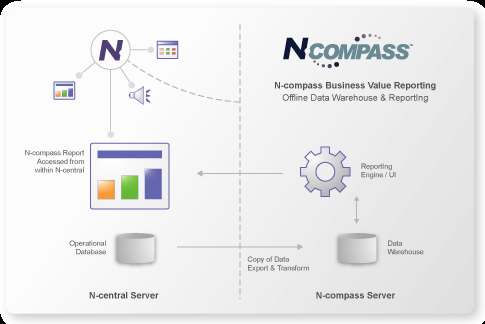 N
NCOMPASS™
N-compass Business Value Reporting
Offline Data Warehouse & Reporting
N-compass Report
Accessed from
within N-central
Reporting
Engine / UI
Operational
Database
Copy of Data
Export & Transform
Data
Warehouse
N-central Server
N-compass Server